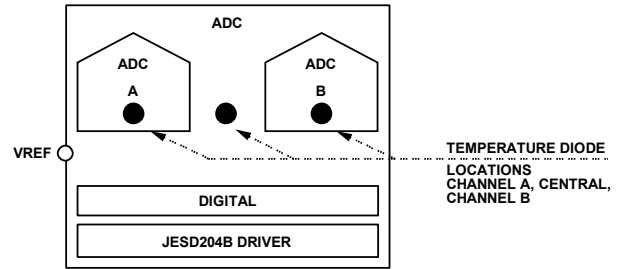 ADC
ADC
A
ADC
B
VREF
TEMPERATURE DIODE
LOCATIONS
CHANNEL A, CENTRAL,
CHANNEL B
DIGITAL
JESD204B DRIVER